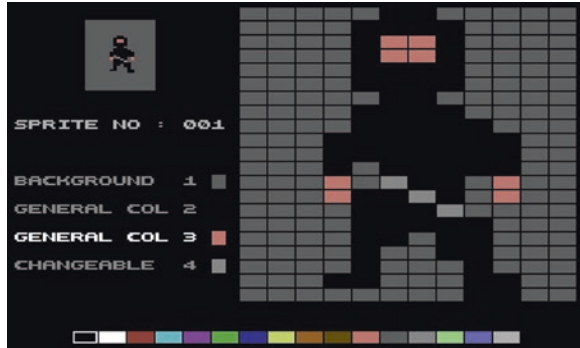 SPRITE NO : 001
BACKGROUND 1
GENERAL COL 2
GENERAL COL 3
CHANGEABLE 4